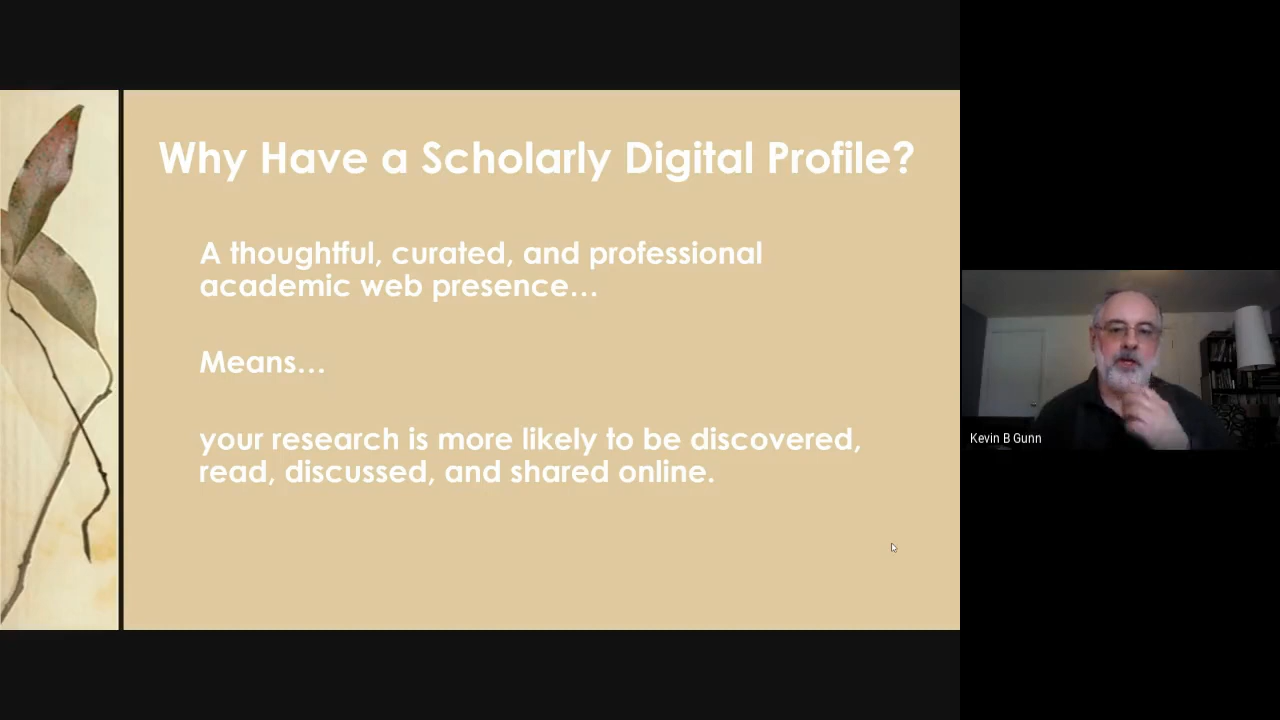 Why Have a Scholarly Digital Profile?
A thoughtful, curated, and professional
academic web presence…
Means…
your research is more likely to be discovered,
read, discussed, and shared online.
Kevin B Gunn